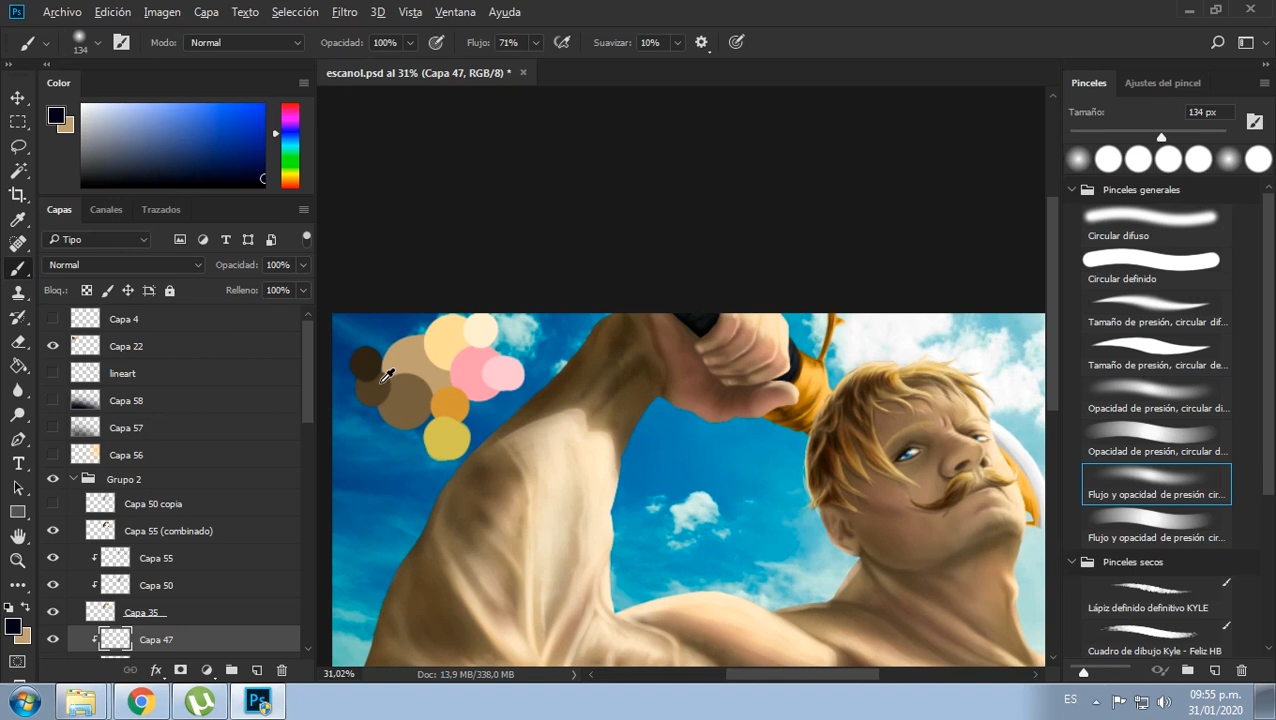 Ps Archivo Edición Imagen Capa Texto Selección Filtro 3D Vista Ventana Ayuda
134 Modo: Normal Opacidad: 100% Flujo: 71% Suavizar: 10%
escanol.psd al 31% (Capa 47, RGB/8) *
Color
Capas Canales Trazados
Tipo
Normal Opacidad: 100%
Bloq.: Relleno: 100%
Capa 4
Capa 22
lineart
Capa 58
Capa 57
Capa 56
Grupo 2
Capa 50 copia
Capa 55 (combinado)
Capa 55
Capa 50
Capa 35
Capa 47
fx
31,02% Doc: 13,9 MB/338,0 MB
Pinceles Ajustes del pincel
Tamaño: 134 px
Pinceles generales
Circular difuso
Circular definido
Tamaño de presión, circular dif...
Tamaño de presión, circular def...
Opacidad de presión, circular di...
Opacidad de presión, circular d...
Flujo y opacidad de presión cir...
Flujo y opacidad de presión cir...
Pinceles secos
Lápiz definido definitivo KYLE
Cuadro de dibujo Kyle - Feliz HB
Ps
ES
09:55 p.m.
31/01/2020